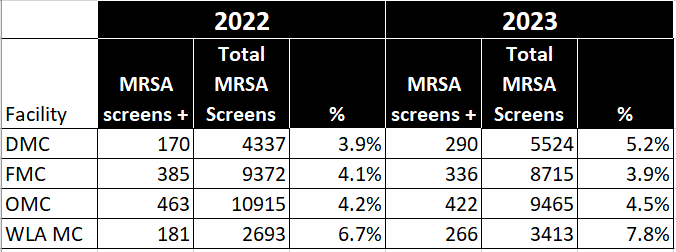 2022 2023
Facility MRSA screens + Total MRSA Screens % MRSA screens + Total MRSA Screens %
DMC 170 4337 3.9% 290 5524 5.2%
FMC 385 9372 4.1% 336 8715 3.9%
OMC 463 10915 4.2% 422 9465 4.5%
WLA MC 181 2693 6.7% 266 3413 7.8%